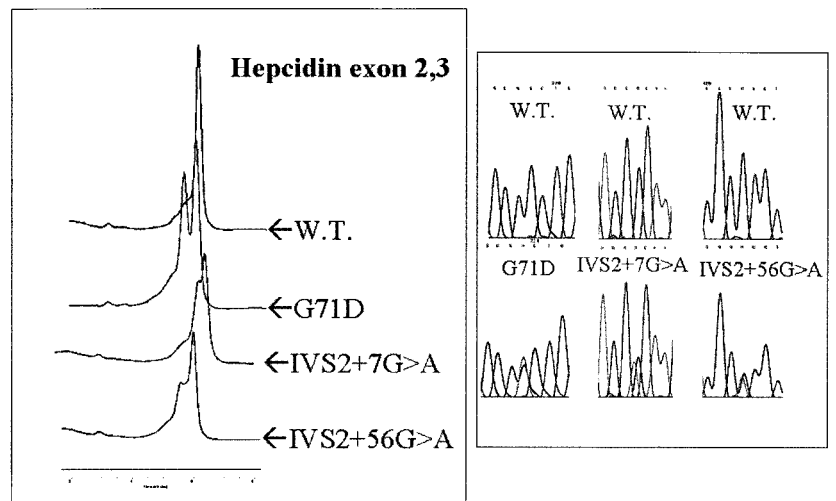 Hepcidin exon 2,3
←W.T.
←G71D
←IVS2+7G>A
←IVS2+56G>A
W.T. W.T. W.T.
G71D IVS2+7G>A IVS2+56G>A